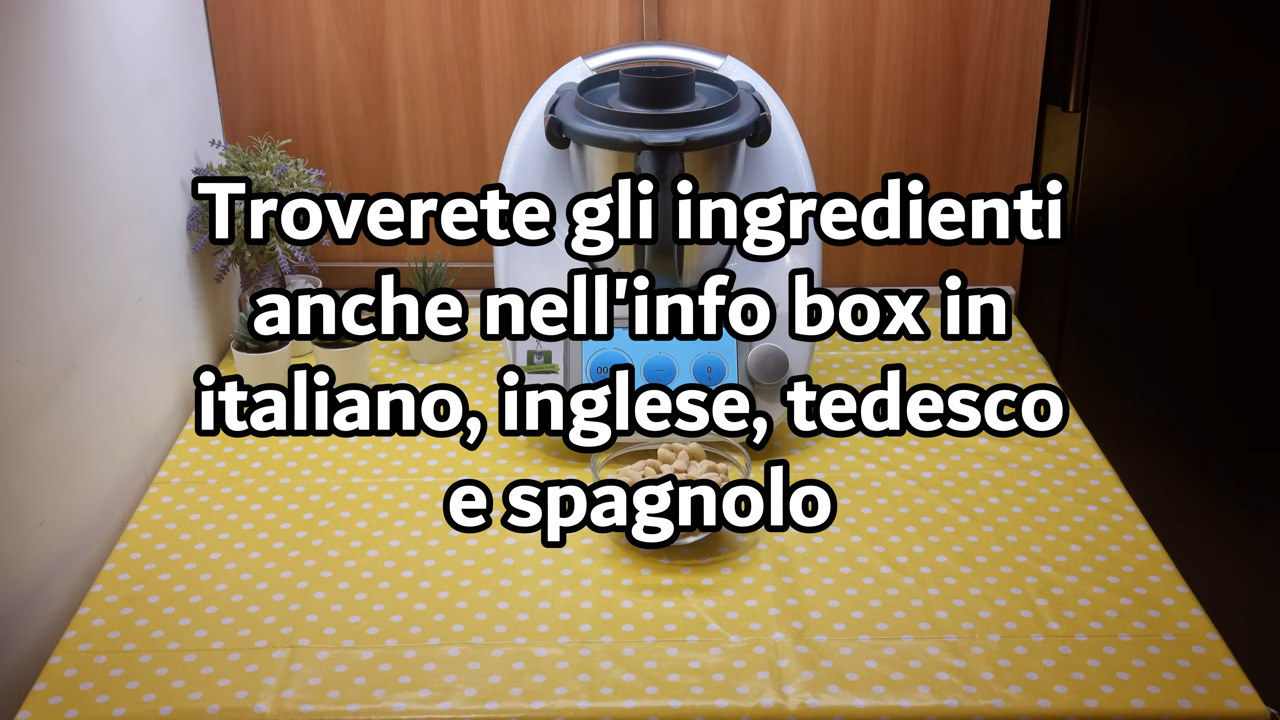 Troverete gli ingredienti
anche nell'info box in
italiano, inglese, tedesco
e spagnolo